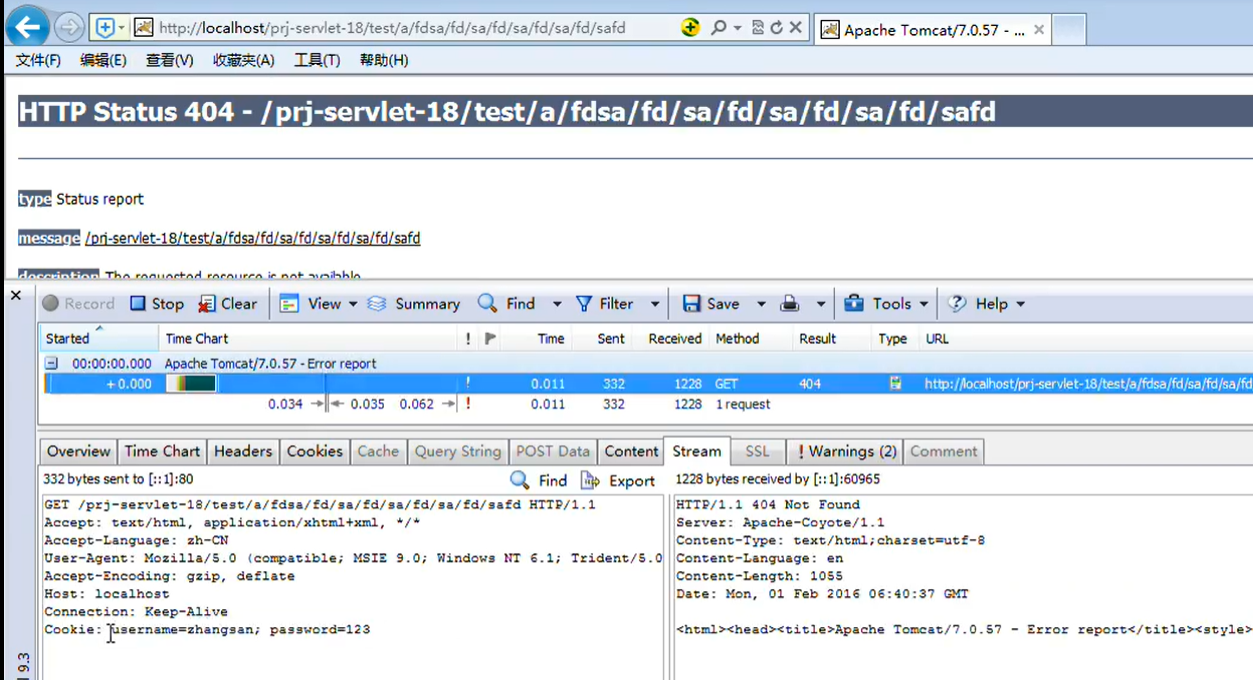 http://localhost/prj-servlet-18/test/a/fdsa/fd/sa/fd/sa/fd/sa/fd/safd
Apache Tomcat/7.0.57 - ...
文件(F) 编辑(E) 查看(V) 收藏夹(A) 工具(T) 帮助(H)
HTTP Status 404 - /prj-servlet-18/test/a/fdsa/fd/sa/fd/sa/fd/sa/fd/safd
type Status report
message /prj-servlet-18/test/a/fdsa/fd/sa/fd/sa/fd/sa/fd/safd
description The requested resource is not available
Record Stop Clear View Summary Find Filter Save Tools Help
Started Time Chart ! Time Sent Received Method Result Type URL
00:00:00.000 Apache Tomcat/7.0.57 - Error report
+ 0.000 ! 0.011 332 1228 GET 404 http://localhost/prj-servlet-18/test/a/fdsa/fd/sa/fd/sa/fd/sa/fd
0.034 0.035 0.062 ! 0.011 332 1228 1 request
Overview Time Chart Headers Cookies Cache Query String POST Data Content Stream SSL ! Warnings (2) Comment
332 bytes sent to [::1]:80 Find Export 1228 bytes received by [::1]:60965
GET /prj-servlet-18/test/a/fdsa/fd/sa/fd/sa/fd/sa/fd/safd HTTP/1.1
Accept: text/html, application/xhtml+xml, */*
Accept-Language: zh-CN
User-Agent: Mozilla/5.0 (compatible; MSIE 9.0; Windows NT 6.1; Trident/5.0
Accept-Encoding: gzip, deflate
Host: localhost
Connection: Keep-Alive
Cookie: username=zhangsan; password=123
HTTP/1.1 404 Not Found
Server: Apache-Coyote/1.1
Content-Type: text/html;charset=utf-8
Content-Language: en
Content-Length: 1055
Date: Mon, 01 Feb 2016 06:40:37 GMT
<html><head><title>Apache Tomcat/7.0.57 - Error report</title><style>
9.3